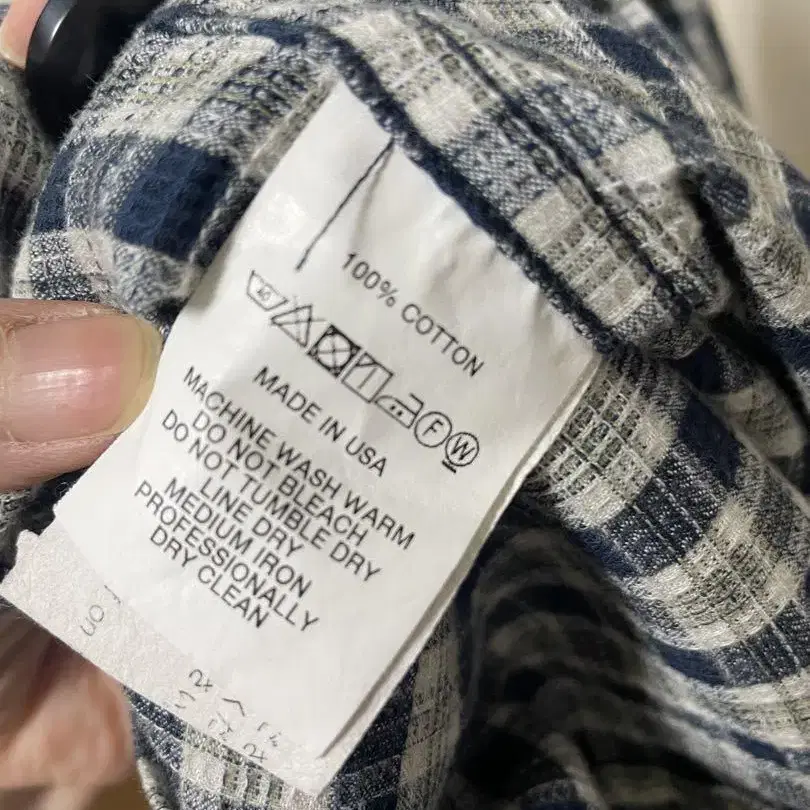 100% COTTON
40 F W
MADE IN USA
MACHINE WASH WARM
DO NOT BLEACH
DO NOT TUMBLE DRY
LINE DRY
MEDIUM IRON
PROFESSIONALLY
DRY CLEAN